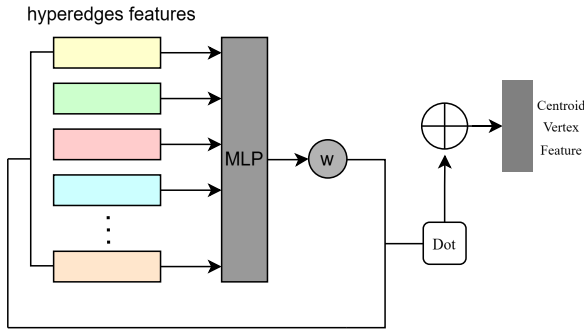 hyperedges features
MLP
w
Dot
Centroid
Vertex
Feature